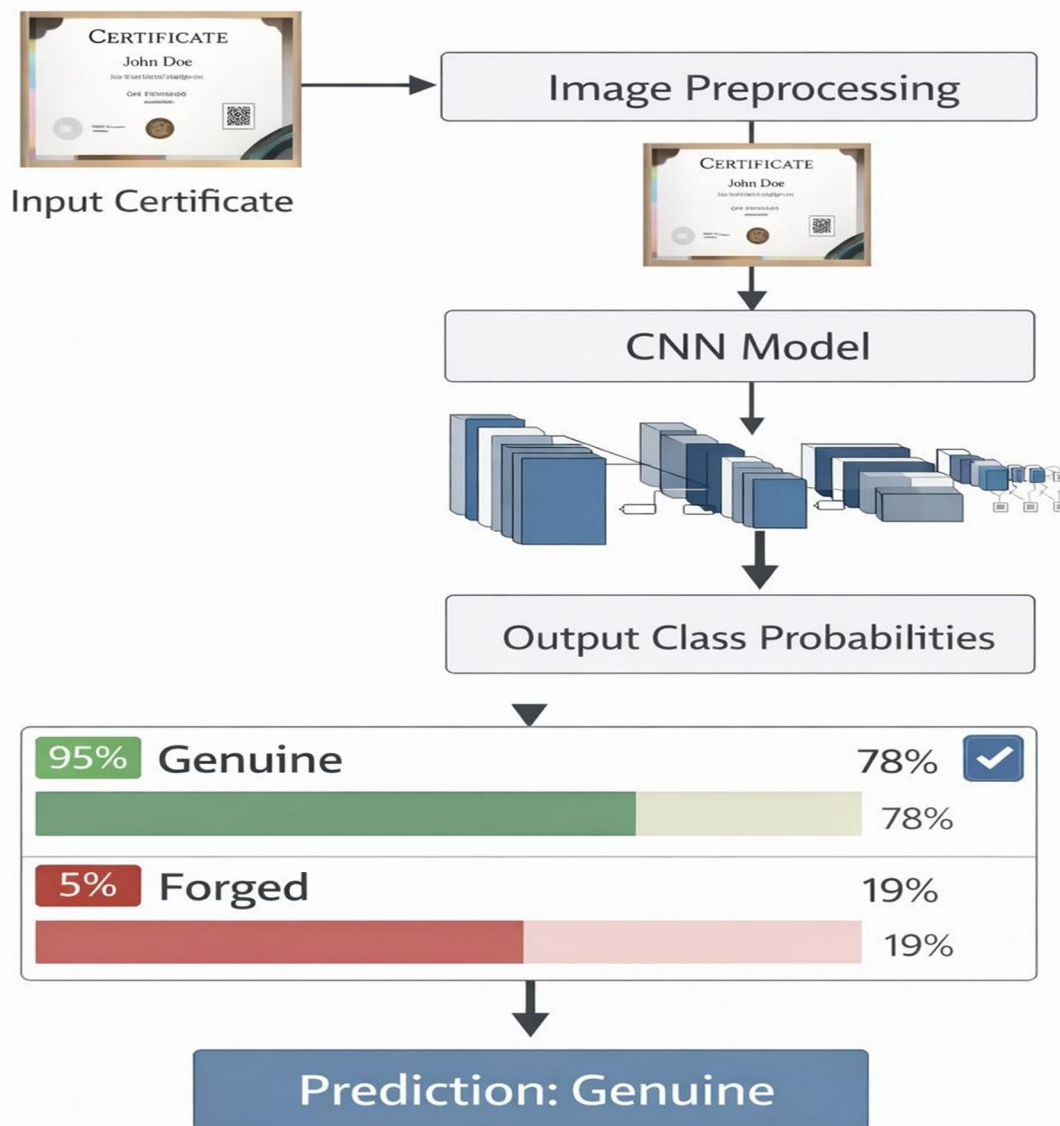 CERTIFICATE
John Doe
Image Preprocessing
Input Certificate
CERTIFICATE
John Doe
CNN Model
Output Class Probabilities
95% Genuine 78%
78%
5% Forged 19%
19%
Prediction: Genuine